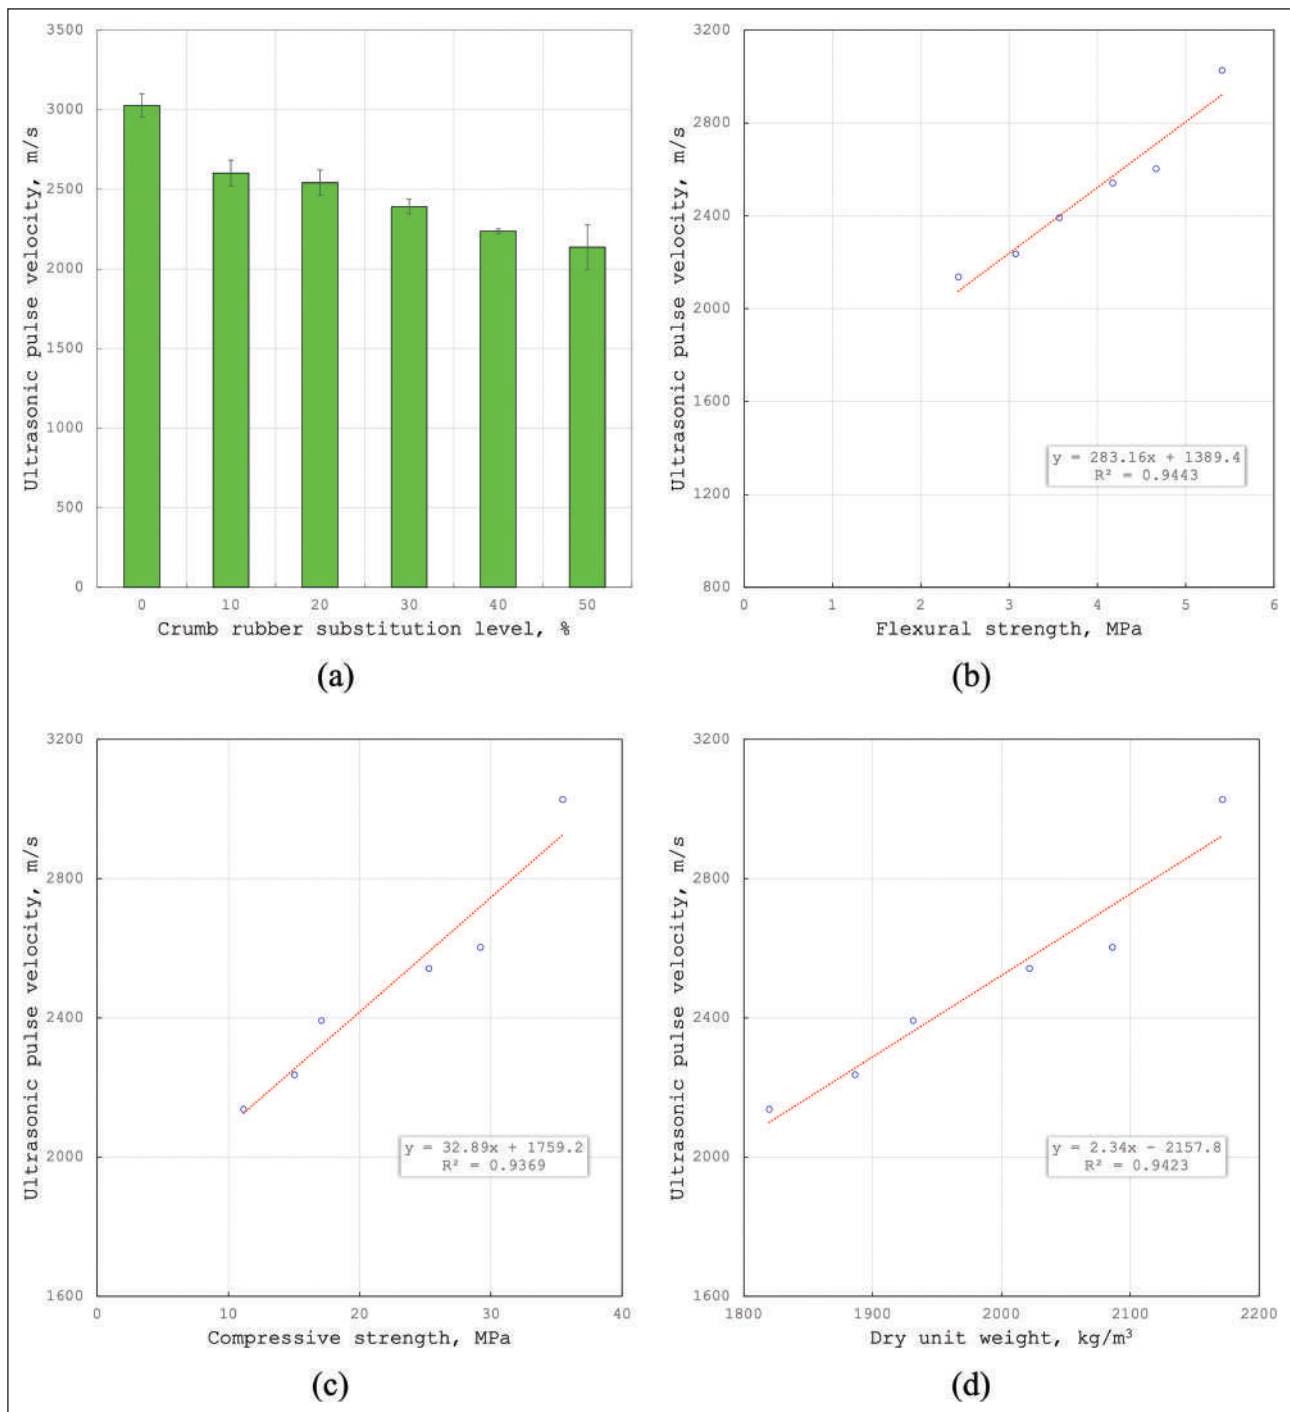 3500
3000
2500
2000
1500
1000
500
0
Ultrasonic pulse velocity, m/s
0 10 20 30 40 50
Crumb rubber substitution level, %
(a)
3200
2800
2400
2000
1600
1200
800
Ultrasonic pulse velocity, m/s
y = 283.16x + 1389.4
R² = 0.9443
0 1 2 3 4 5 6
Flexural strength, MPa
(b)
3200
2800
2400
2000
1600
Ultrasonic pulse velocity, m/s
y = 32.89x + 1759.2
R² = 0.9369
0 10 20 30 40
Compressive strength, MPa
(c)
3200
2800
2400
2000
1600
Ultrasonic pulse velocity, m/s
y = 2.34x - 2157.8
R² = 0.9423
1800 1900 2000 2100 2200
Dry unit weight, kg/m³
(d)